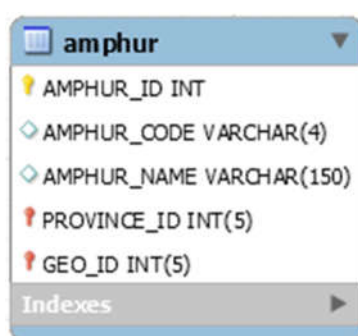 amphur
AMPHUR_ID INT
AMPHUR_CODE VARCHAR(4)
AMPHUR_NAME VARCHAR(150)
PROVINCE_ID INT(5)
GEO_ID INT(5)
Indexes